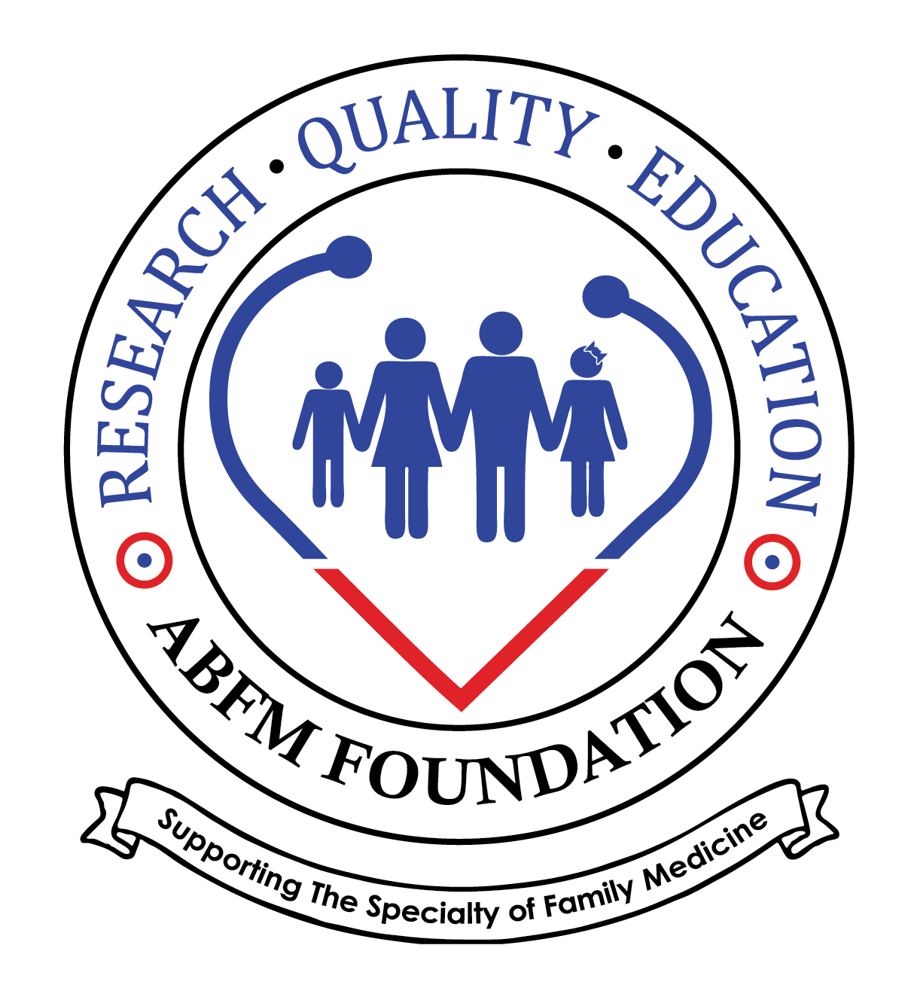 RESEARCH • QUALITY • EDUCATION
ABFM FOUNDATION
Supporting The Specialty of Family Medicine